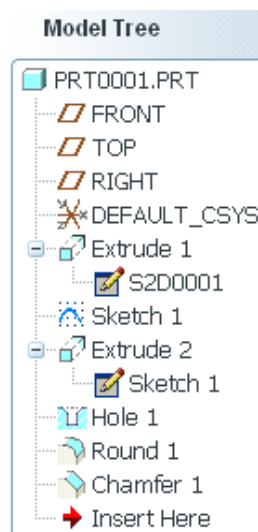 Model Tree
PRT0001.PRT
FRONT
TOP
RIGHT
DEFAULT_CSYS
Extrude 1
S2D0001
Sketch 1
Extrude 2
Sketch 1
Hole 1
Round 1
Chamfer 1
Insert Here